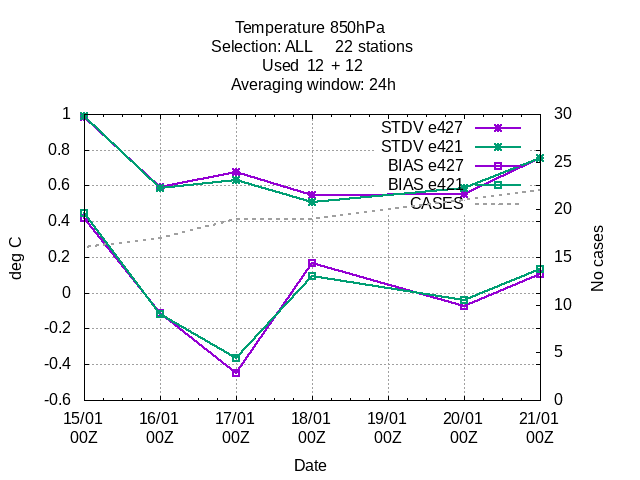 Temperature 850hPa
Selection: ALL     22 stations
Used  12 + 12
Averaging window: 24h
STDV e427
STDV e421
BIAS e427
BIAS e421
CASES
1
0.8
0.6
0.4
0.2
0
-0.2
-0.4
-0.6
deg C
30
25
20
15
10
5
0
No cases
15/01 16/01 17/01 18/01 19/01 20/01 21/01
00Z 00Z 00Z 00Z 00Z 00Z 00Z
Date